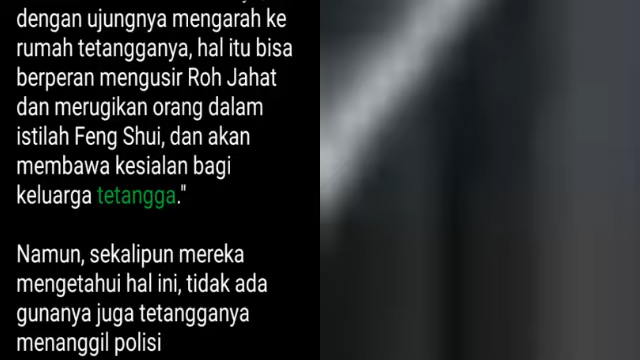 dengan ujungnya mengarah ke
rumah tetangganya, hal itu bisa
berperan mengusir Roh Jahat
dan merugikan orang dalam
istilah Feng Shui, dan akan
membawa kesialan bagi
keluarga tetangga."
Namun, sekalipun mereka
mengetahui hal ini, tidak ada
gunanya juga tetangganya
menanggil polisi